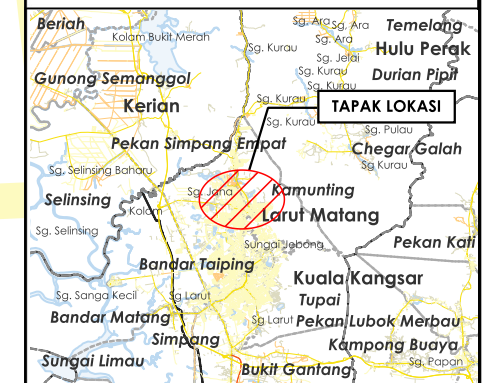 Beriah
Sg. Ara
Sg. Ara
Temelang
Kolam Bukit Merah
Sg. Kurau
Sg. Ara
Hulu Perak
Sg. Jelai
Sg. Kurau
Durian Pipit
Gunong Semanggol
Sg. Kurau
Kerian
Sg. Kurau
TAPAK LOKASI
Sg. Kurau
Sg. Pulau
Pekan Simpang Empat
Chegar Galah
Sg Kurau
Sg. Selinsing Baharu
Selinsing
Sg. Jana
Kamunting
Kolam
Larut Matang
Sg. Selinsing
Sungai Jebong
Pekan Kati
Bandar Taiping
Kuala Kangsar
Sg. Sanga Kecil
Sg Larut
Tupai
Bandar Matang
Sg Larut
Pekan Lubok Merbau
Simpang
Kampong Buaya
Sungai Limau
Bukit Gantang
Sg. Papan